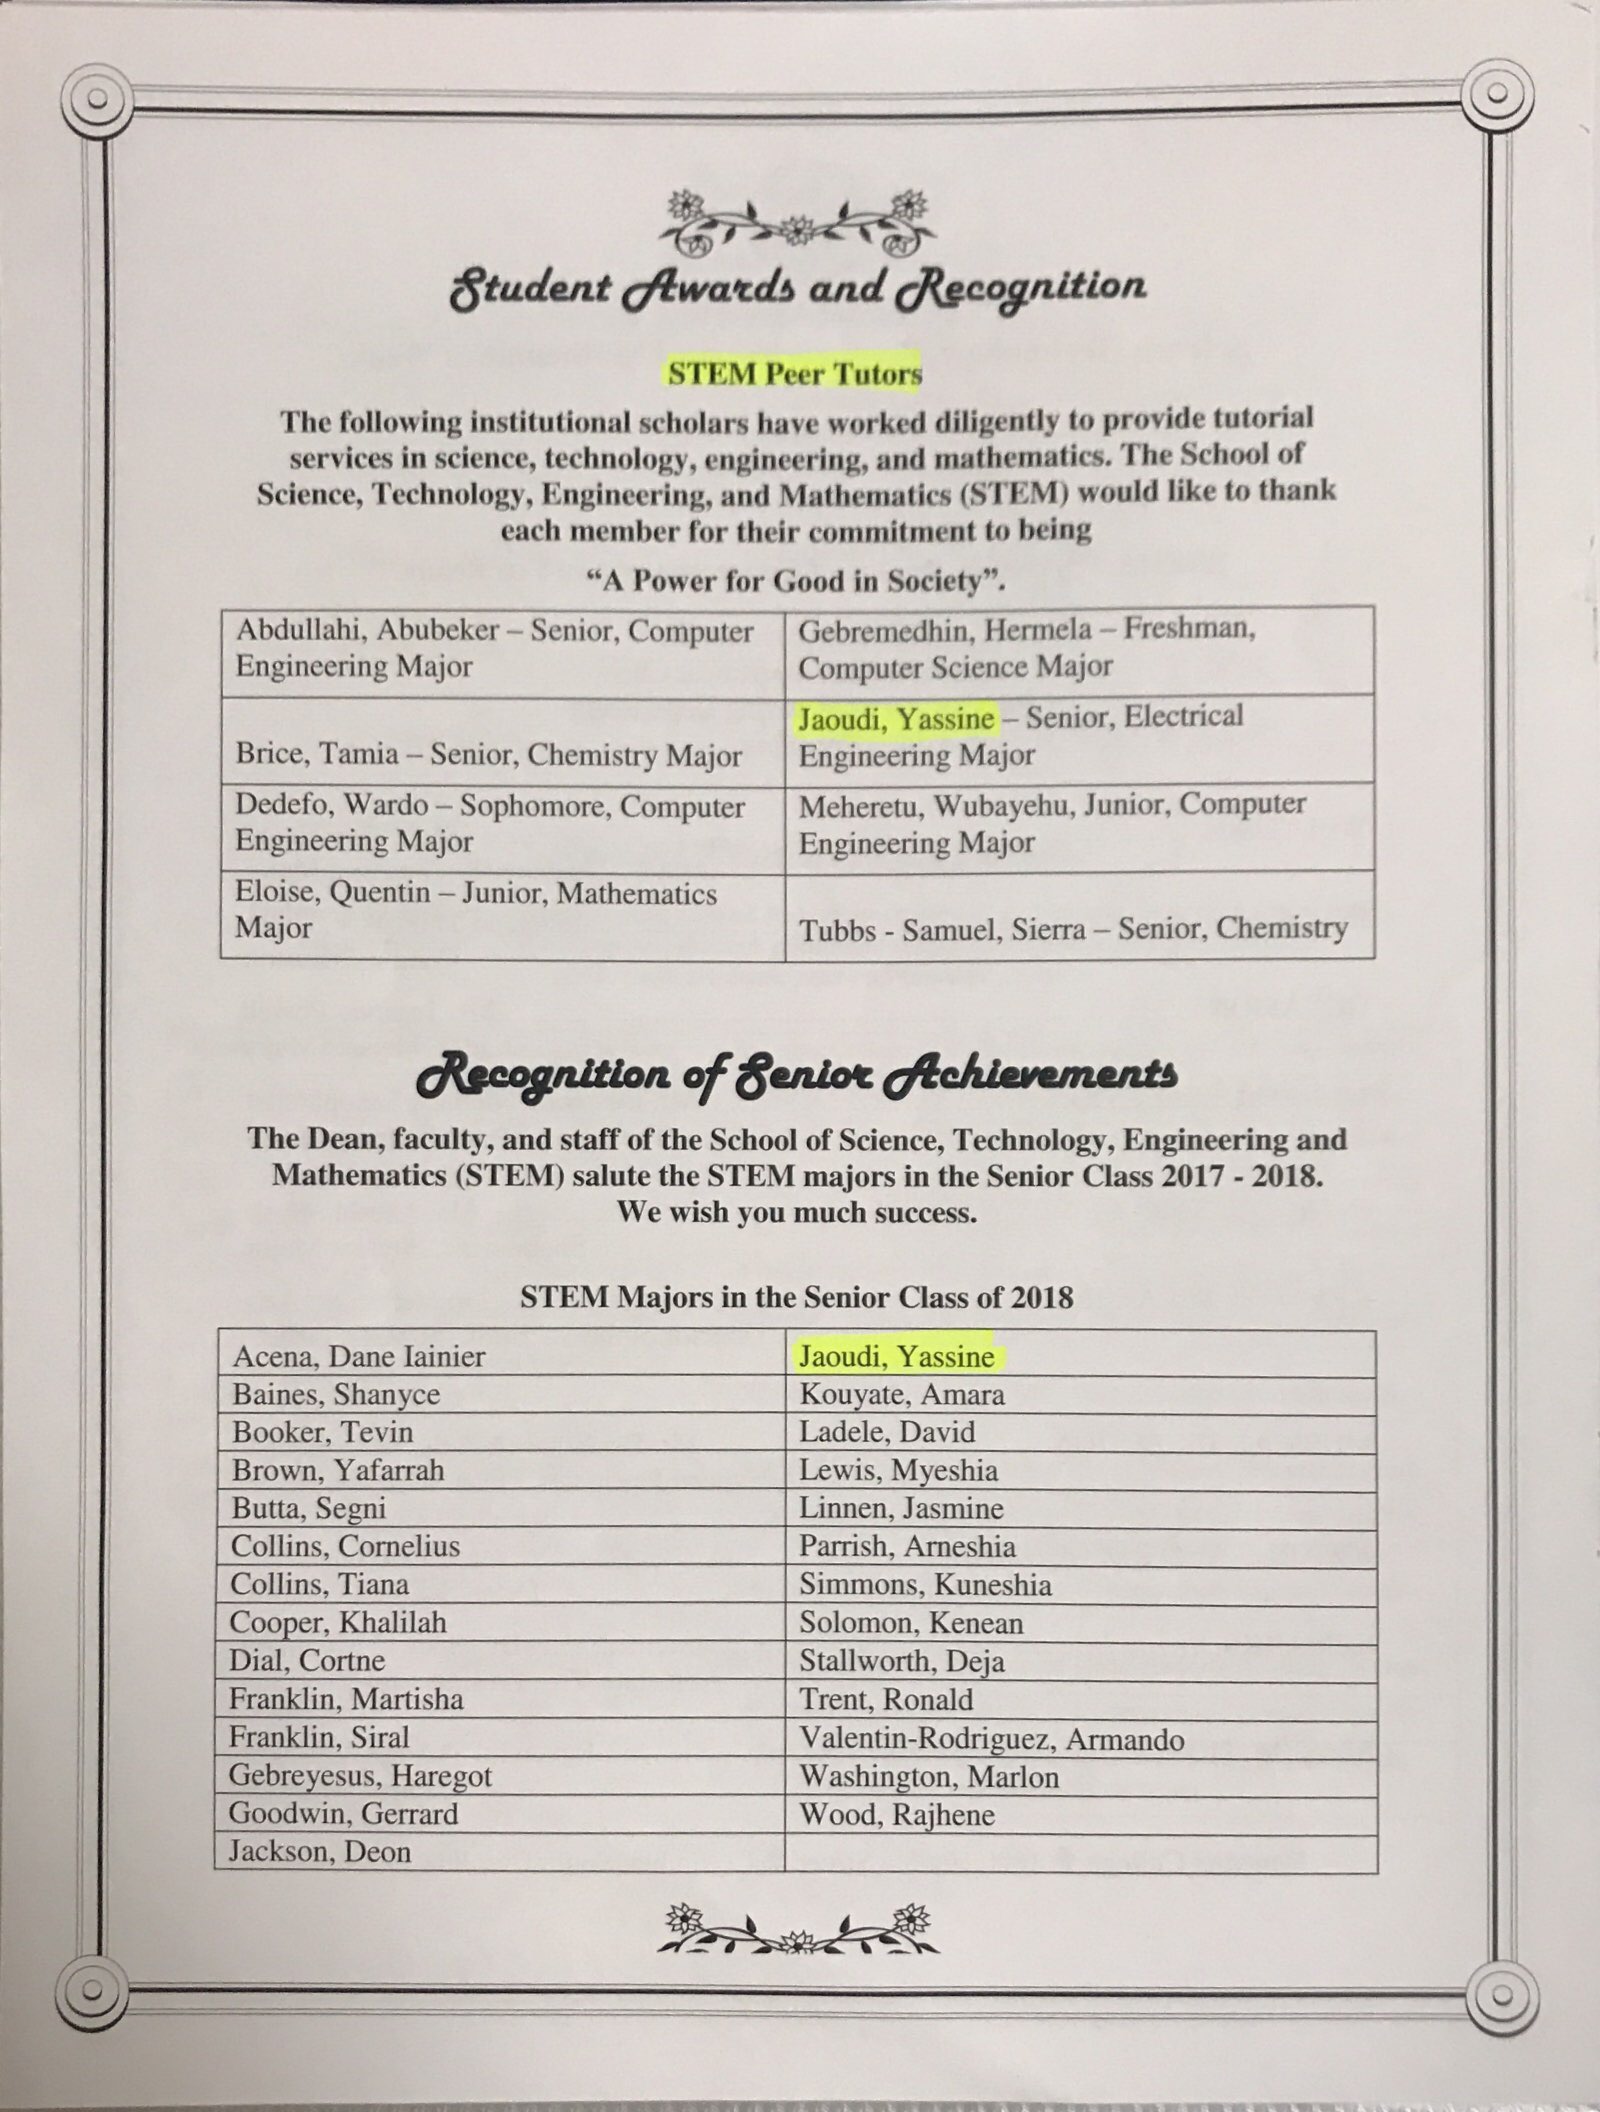 Student Awards and Recognition
STEM Peer Tutors
The following institutional scholars have worked diligently to provide tutorial
services in science, technology, engineering, and mathematics. The School of
Science, Technology, Engineering, and Mathematics (STEM) would like to thank
each member for their commitment to being
“A Power for Good in Society”.
Abdullahi, Abubeker – Senior, Computer
Engineering Major
Gebremedhin, Hermela – Freshman,
Computer Science Major
Brice, Tamia – Senior, Chemistry Major
Jaoudi, Yassine – Senior, Electrical
Engineering Major
Dedefo, Wardo – Sophomore, Computer
Engineering Major
Meheretu, Wubayehu, Junior, Computer
Engineering Major
Eloise, Quentin – Junior, Mathematics
Major
Tubbs - Samuel, Sierra – Senior, Chemistry
Recognition of Senior Achievements
The Dean, faculty, and staff of the School of Science, Technology, Engineering and
Mathematics (STEM) salute the STEM majors in the Senior Class 2017 - 2018.
We wish you much success.
STEM Majors in the Senior Class of 2018
Acena, Dane Iainier
Jaoudi, Yassine
Baines, Shanyce
Kouyate, Amara
Booker, Tevin
Ladele, David
Brown, Yafarrah
Lewis, Myeshia
Butta, Segni
Linnen, Jasmine
Collins, Cornelius
Parrish, Arneshia
Collins, Tiana
Simmons, Kuneshia
Cooper, Khalilah
Solomon, Kenean
Dial, Cortne
Stallworth, Deja
Franklin, Martisha
Trent, Ronald
Franklin, Siral
Valentin-Rodriguez, Armando
Gebreyesus, Haregot
Washington, Marlon
Goodwin, Gerrard
Wood, Rajhene
Jackson, Deon